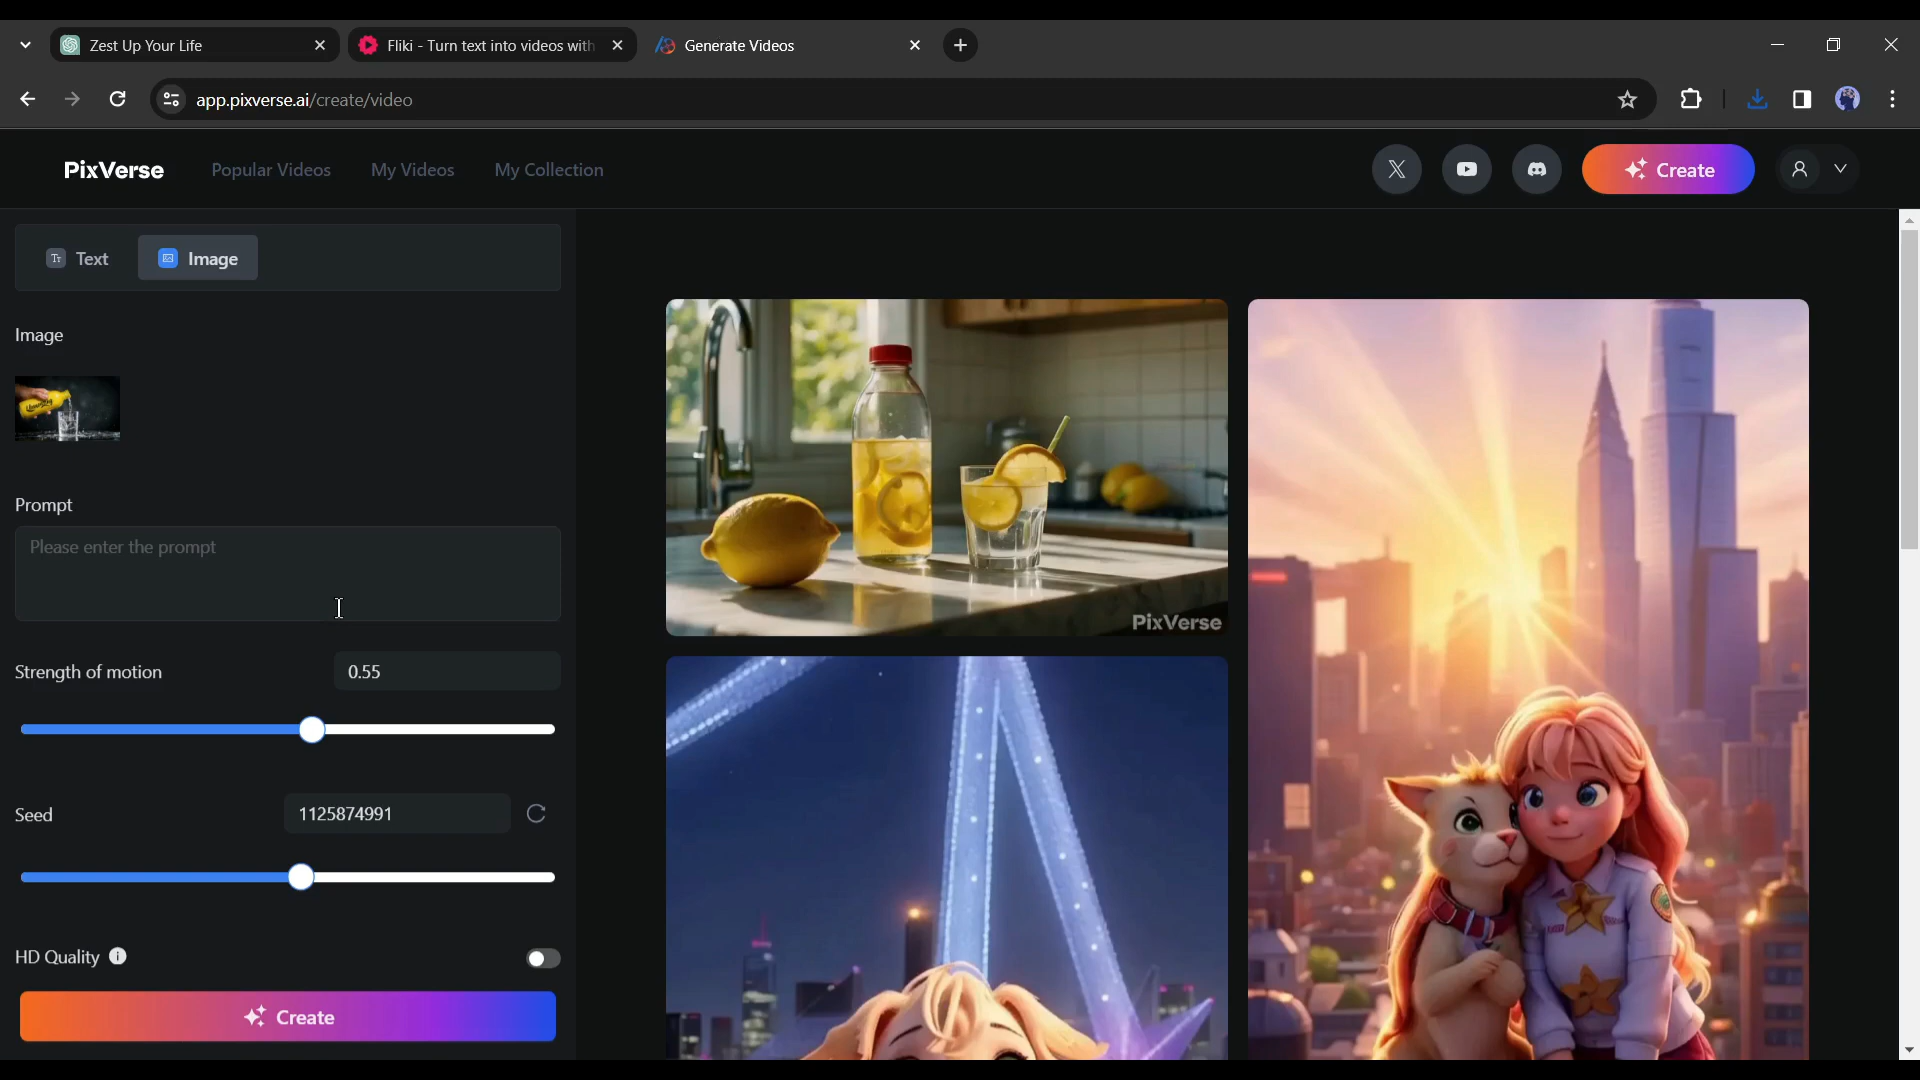 Zest Up Your Life
Fliki - Turn text into videos with
Generate Videos
app.pixverse.ai/create/video
PixVerse
Popular Videos
My Videos
My Collection
Create
Text
Image
Image
Prompt
Please enter the prompt
Strength of motion
0.55
Seed
1125874991
HD Quality
Create
PixVerse